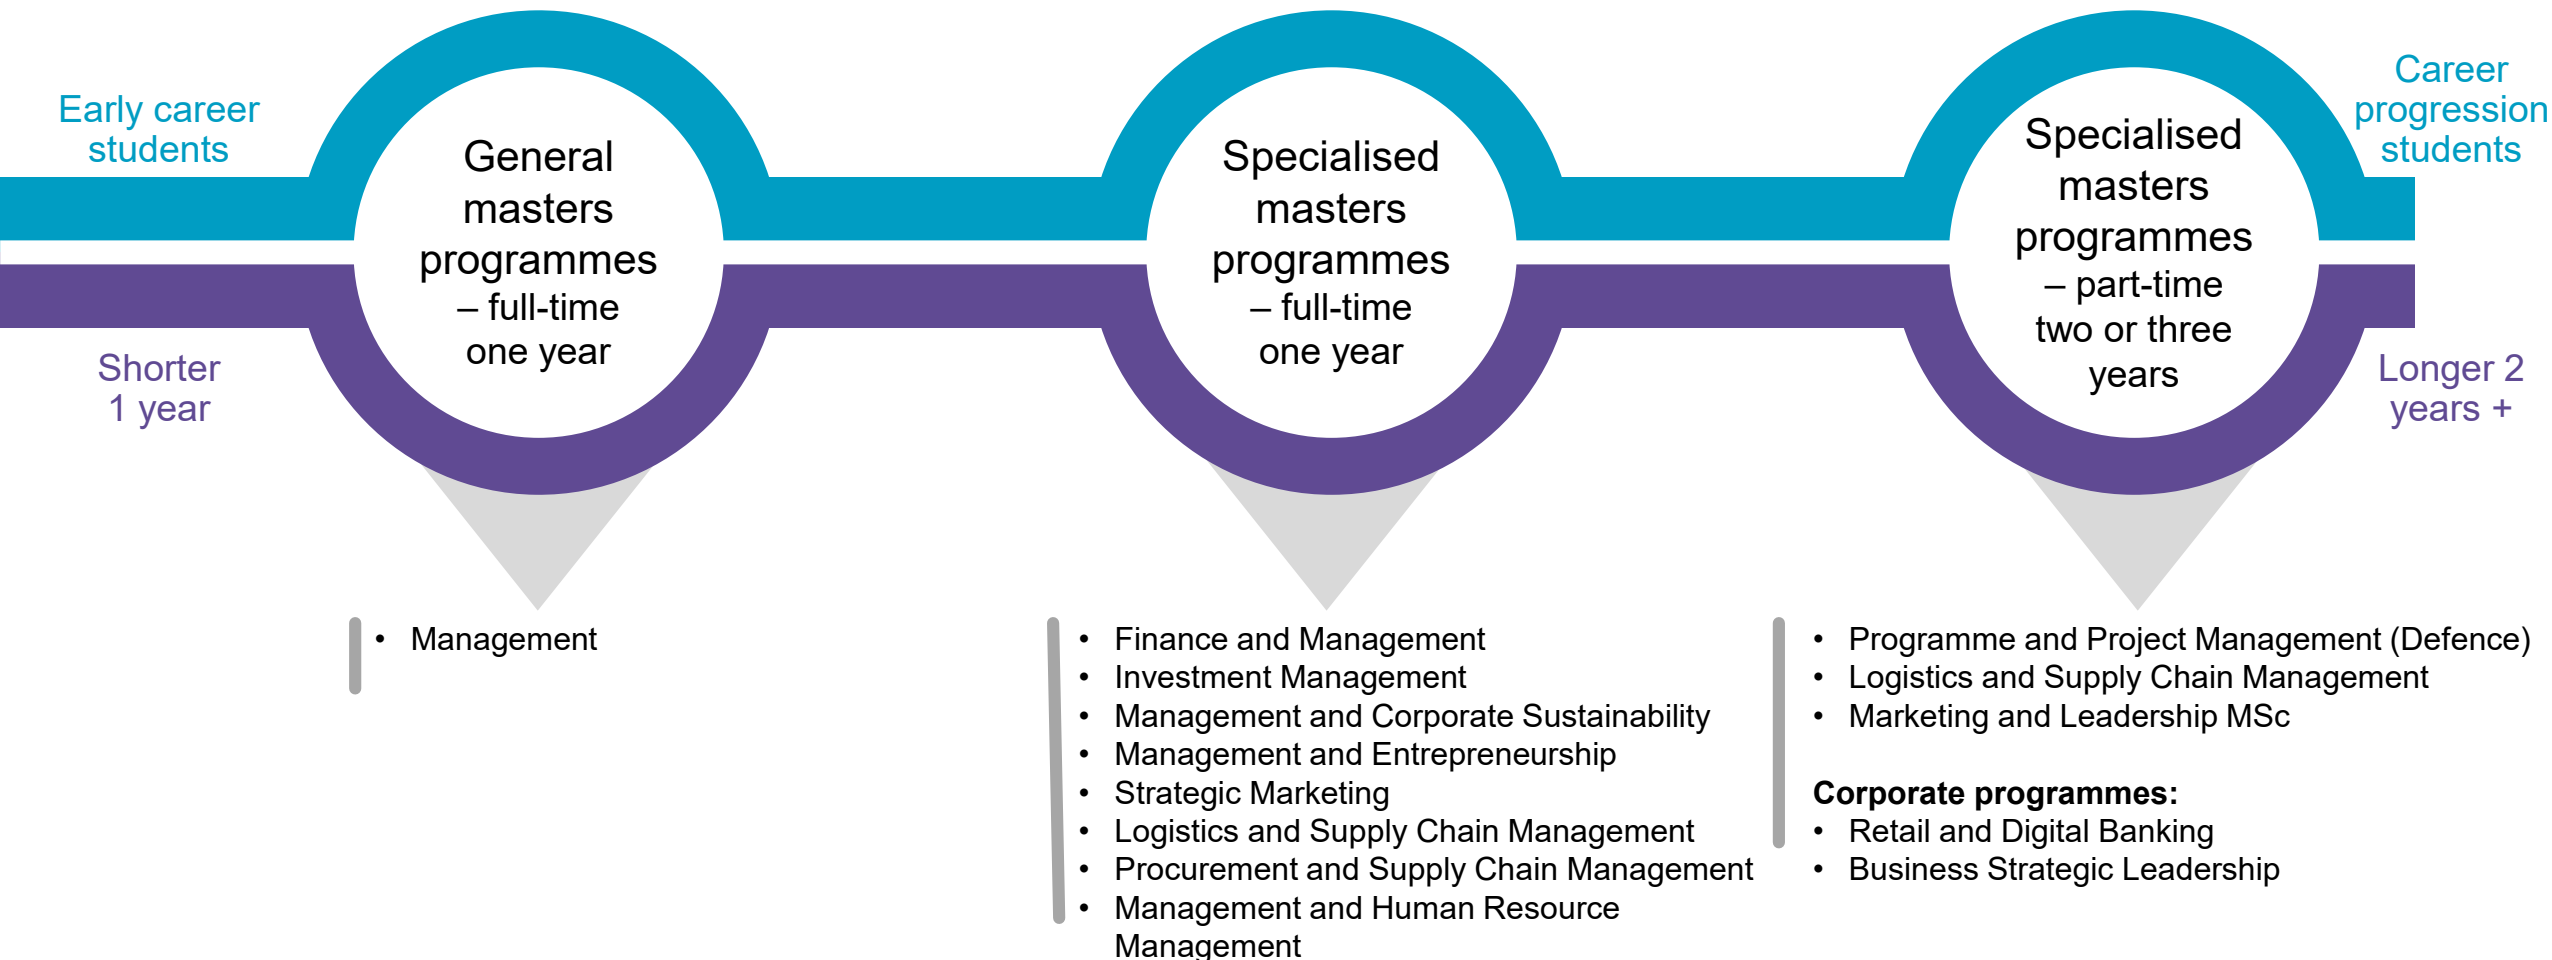 Early career
students
Shorter
1 year
General
masters
programmes
– full-time
one year
Specialised
masters
programmes
– full-time
one year
Specialised
masters
programmes
– part-time
two or three
years
Career
progression
students
Longer 2
years +
• Management
• Finance and Management
• Investment Management
• Management and Corporate Sustainability
• Management and Entrepreneurship
• Strategic Marketing
• Logistics and Supply Chain Management
• Procurement and Supply Chain Management
• Management and Human Resource
Management
• Programme and Project Management (Defence)
• Logistics and Supply Chain Management
• Marketing and Leadership MSc
Corporate programmes:
• Retail and Digital Banking
• Business Strategic Leadership